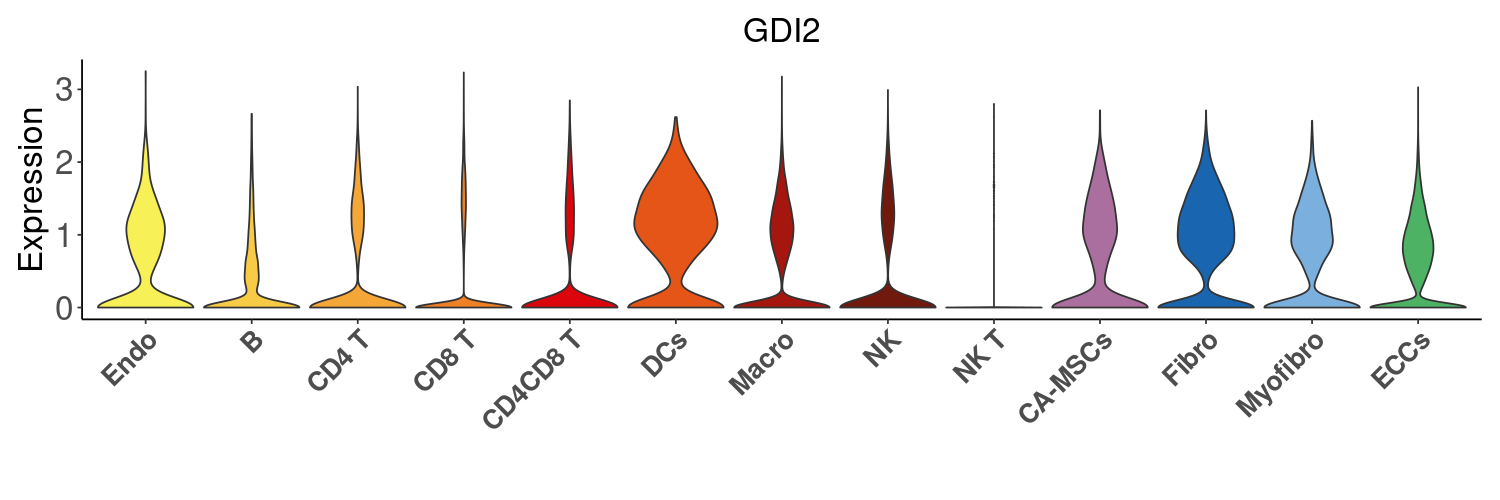 GDI2
Expression
3
2
1
0
Endo
B
CD4 T
CD8 T
CD4CD8 T
DCs
Macro
NK
NK T
CA-MSCs
Fibro
Myofibro
ECCs